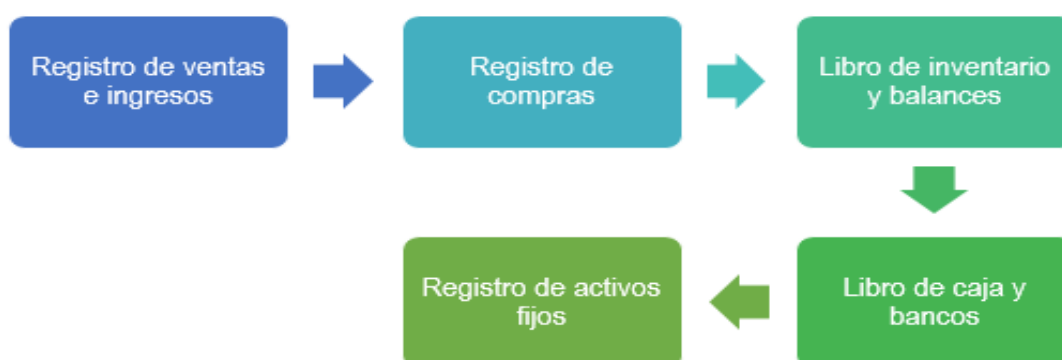 Registro de ventas
e ingresos
Registro de
compras
Libro de inventario
y balances
Libro de caja y
bancos
Registro de activos
fijos